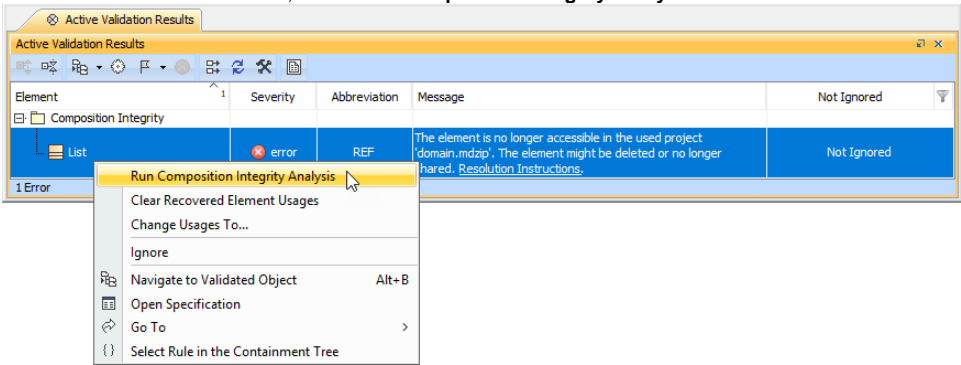 Active Validation Results
Active Validation Results
Element 1 Severity Abbreviation Message Not Ignored
Composition Integrity
List error REF The element is no longer accessible in the used project
'domain.mdzip'. The element might be deleted or no longer
hared. Resolution Instructions. Not Ignored
1 Error
Run Composition Integrity Analysis
Clear Recovered Element Usages
Change Usages To...
Ignore
Navigate to Validated Object Alt+B
Open Specification
Go To
Select Rule in the Containment Tree